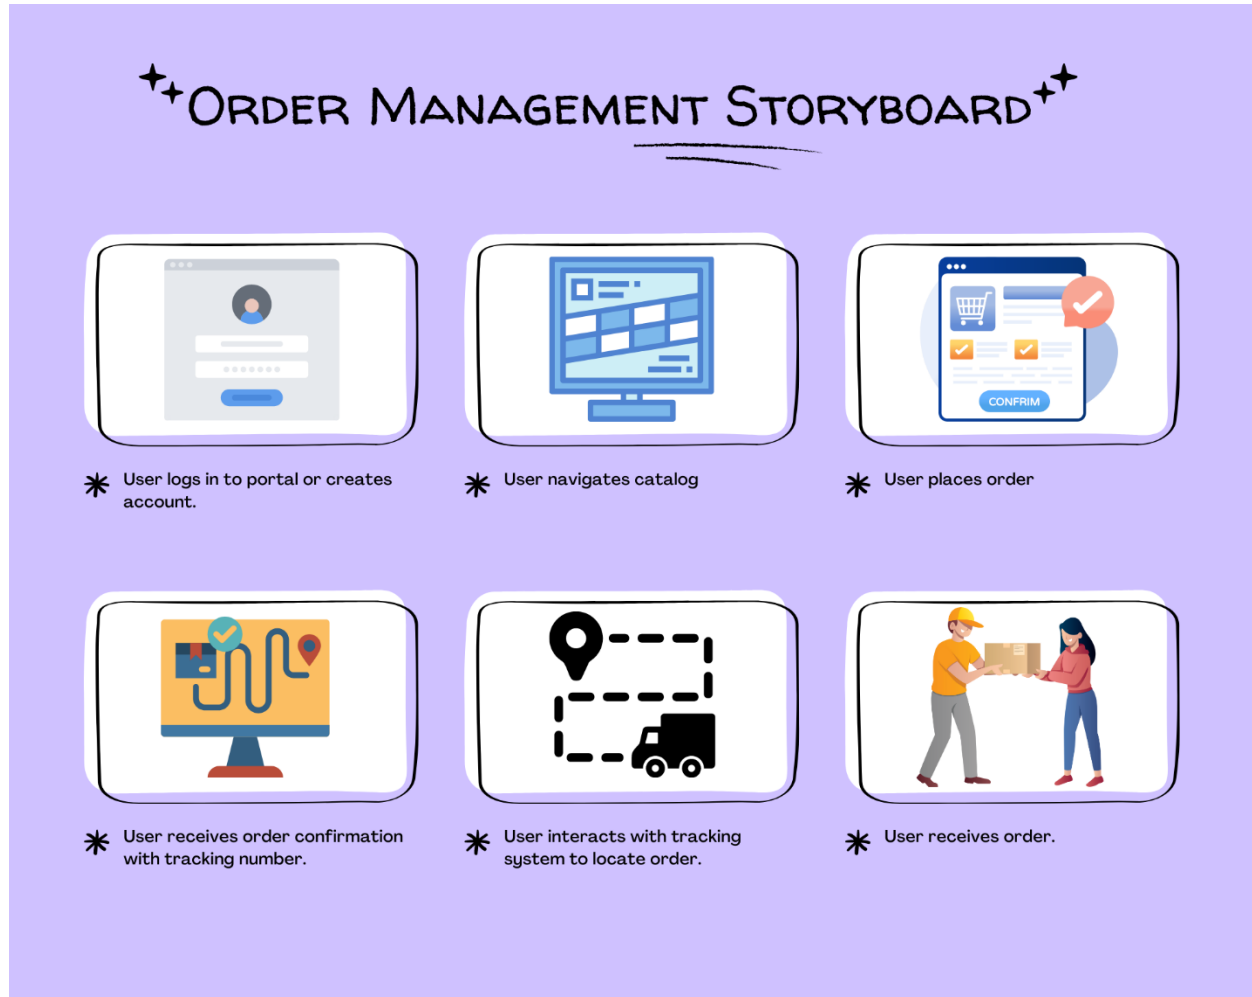 Order Management Storyboard
CONFRIM
User logs in to portal or creates
account.
User navigates catalog
User places order
User receives order confirmation
with tracking number.
User interacts with tracking
system to locate order.
User receives order.